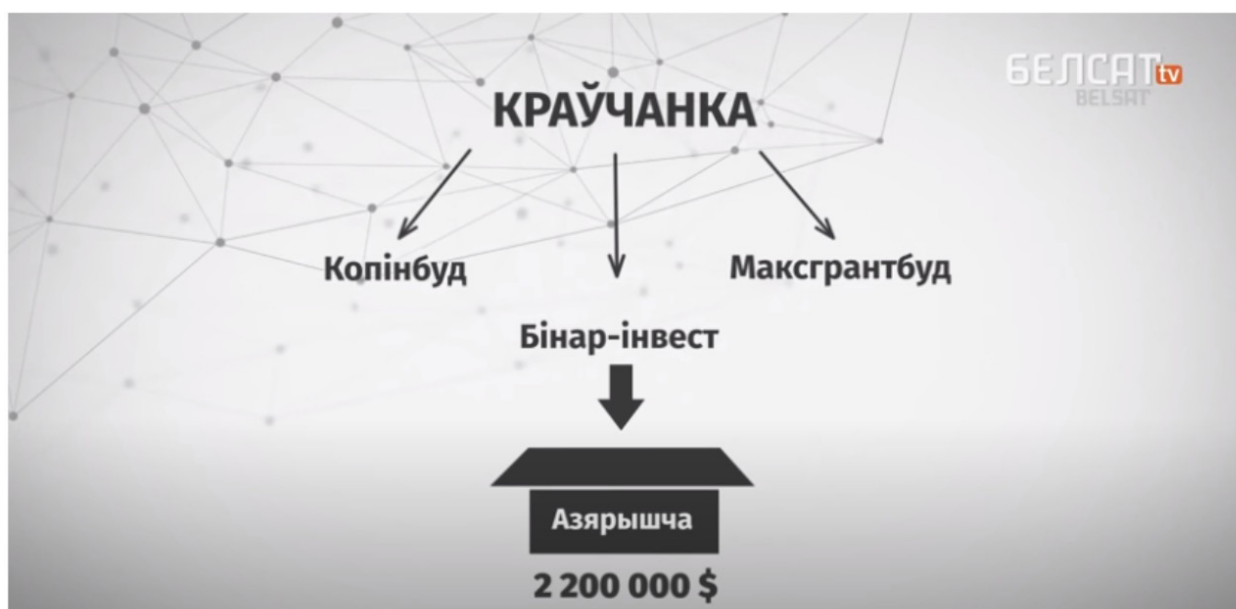 БЕЛСАТ tv
BELSAT
КРАЎЧАНКА
Копінбуд
Максгрантбуд
Бінар-інвест
Азярышча
2 200 000 $